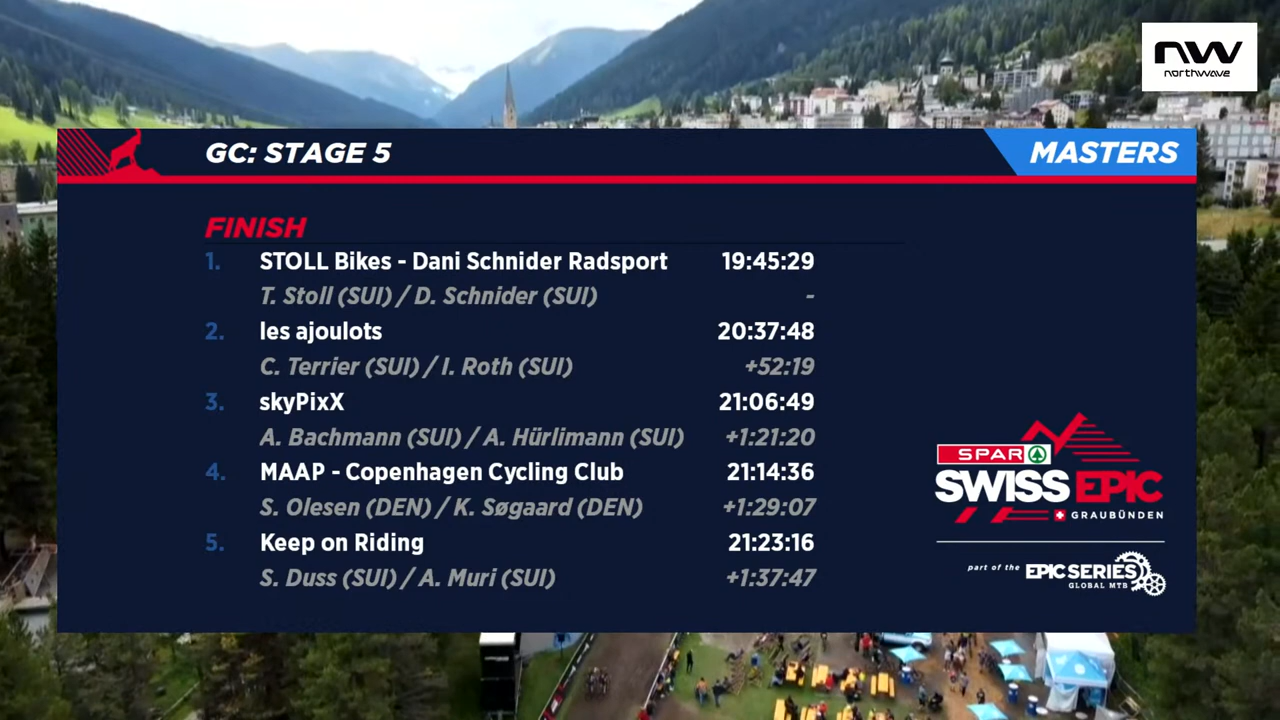 nw
northwave
GC: STAGE 5
MASTERS
FINISH
1. STOLL Bikes - Dani Schnider Radsport 19:45:29
T. Stoll (SUI) / D. Schnider (SUI) -
2. les ajoulots 20:37:48
C. Terrier (SUI) / I. Roth (SUI) +52:19
3. skyPixX 21:06:49
A. Bachmann (SUI) / A. Hürlimann (SUI) +1:21:20
4. MAAP - Copenhagen Cycling Club 21:14:36
S. Olesen (DEN) / K. Søgaard (DEN) +1:29:07
5. Keep on Riding 21:23:16
S. Duss (SUI) / A. Muri (SUI) +1:37:47
SPAR
SWISS EPIC
GRAUBÜNDEN
part of the EPIC SERIES
GLOBAL MTB